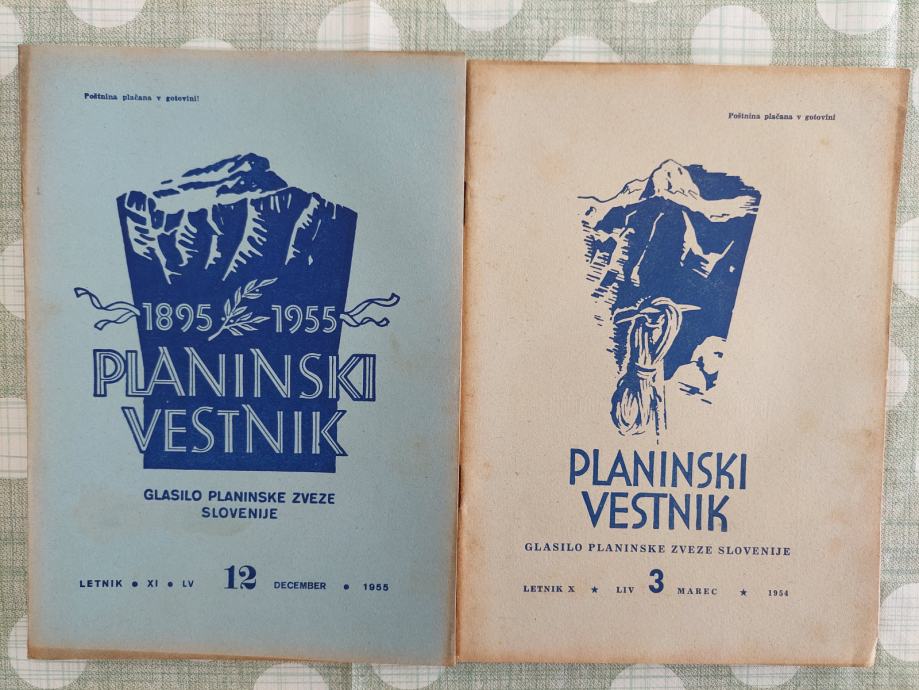 Poštnina plačana v gotovini!
1895 1955
PLANINSKI
VESTNIK
GLASILO PLANINSKE ZVEZE
SLOVENIJE
LETNIK • XI • LV 12 DECEMBER • 1955
Poštnina plačana v gotovini
PLANINSKI
VESTNIK
GLASILO PLANINSKE ZVEZE SLOVENIJE
LETNIK X ★ LIV 3 MAREC ★ 1954